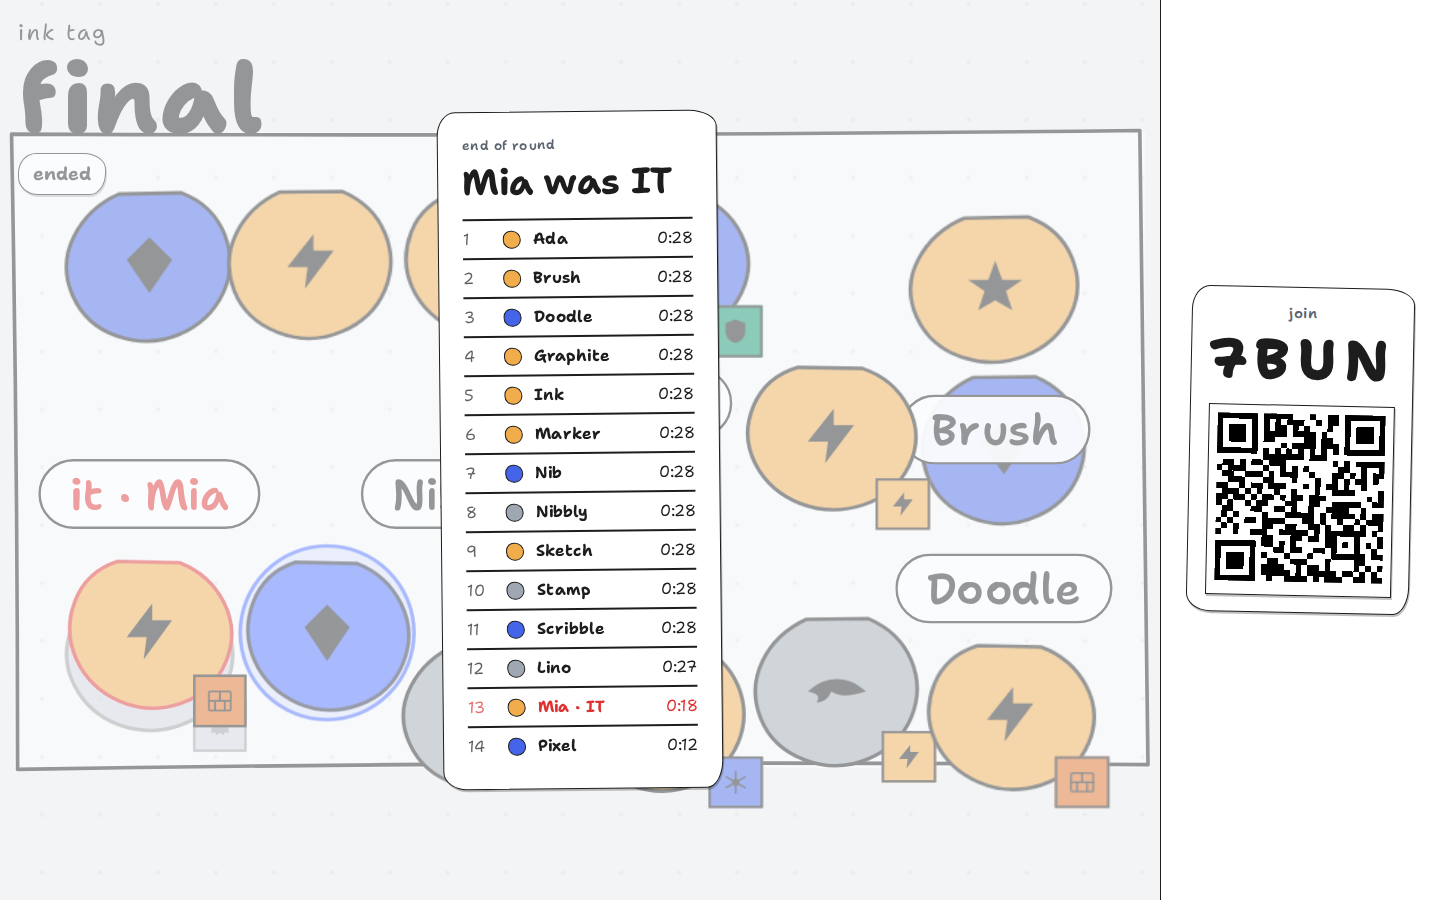 ink tag
final
ended
end of round
Mia was IT
1 Ada 0:28
2 Brush 0:28
3 Doodle 0:28
4 Graphite 0:28
5 Ink 0:28
6 Marker 0:28
7 Nib 0:28
8 Nibbly 0:28
9 Sketch 0:28
10 Stamp 0:28
11 Scribble 0:28
12 Lino 0:27
13 Mia · IT 0:18
14 Pixel 0:12
Brush
it · Mia
Doodle
join
7BUN